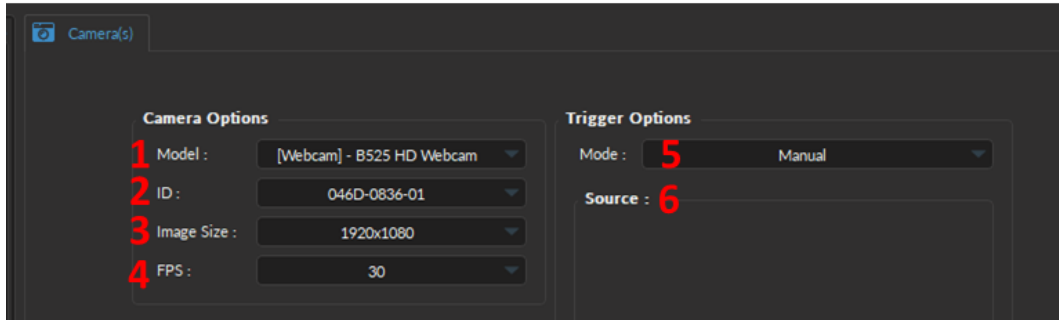 Camera(s)
Camera Options
1 Model : [Webcam] - B525 HD Webcam
2 ID : 046D-0836-01
3 Image Size : 1920x1080
4 FPS : 30
Trigger Options
Mode : 5 Manual
Source : 6